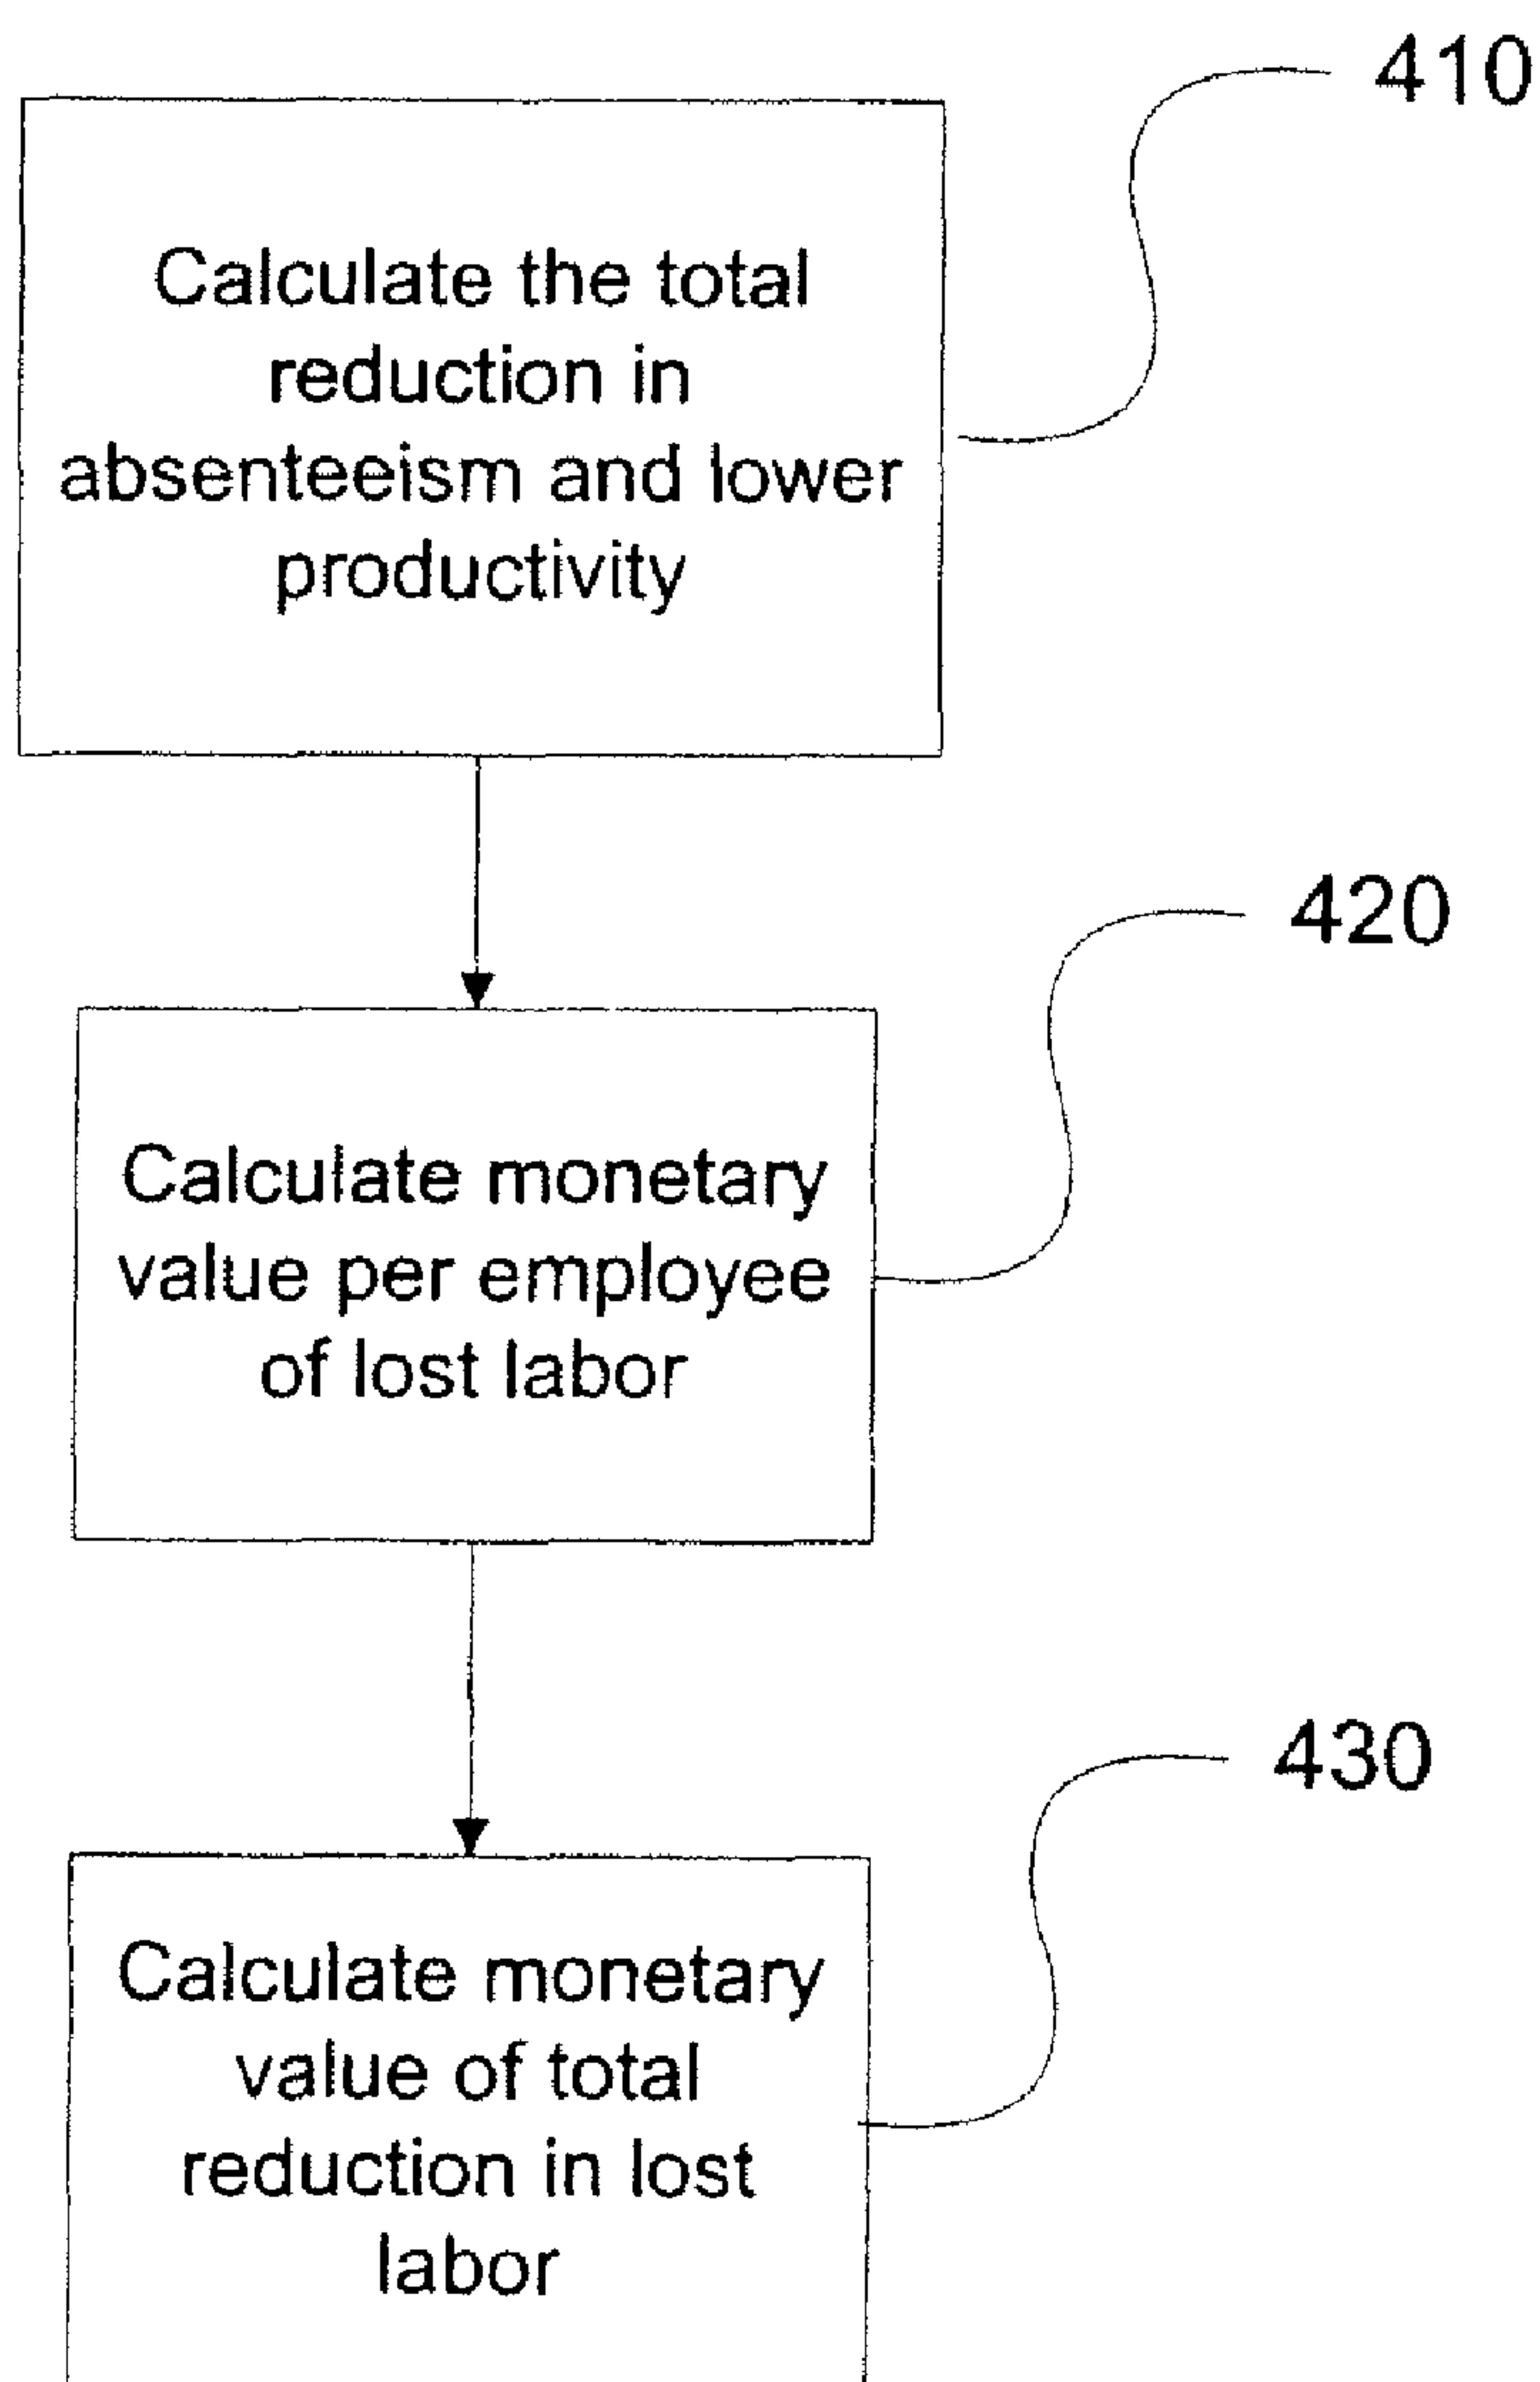 410
Calculate the total
reduction in
absenteeism and lower
productivity
420
Calculate monetary
value per employee
of lost labor
430
Calculate monetary
value of total
reduction in lost
labor